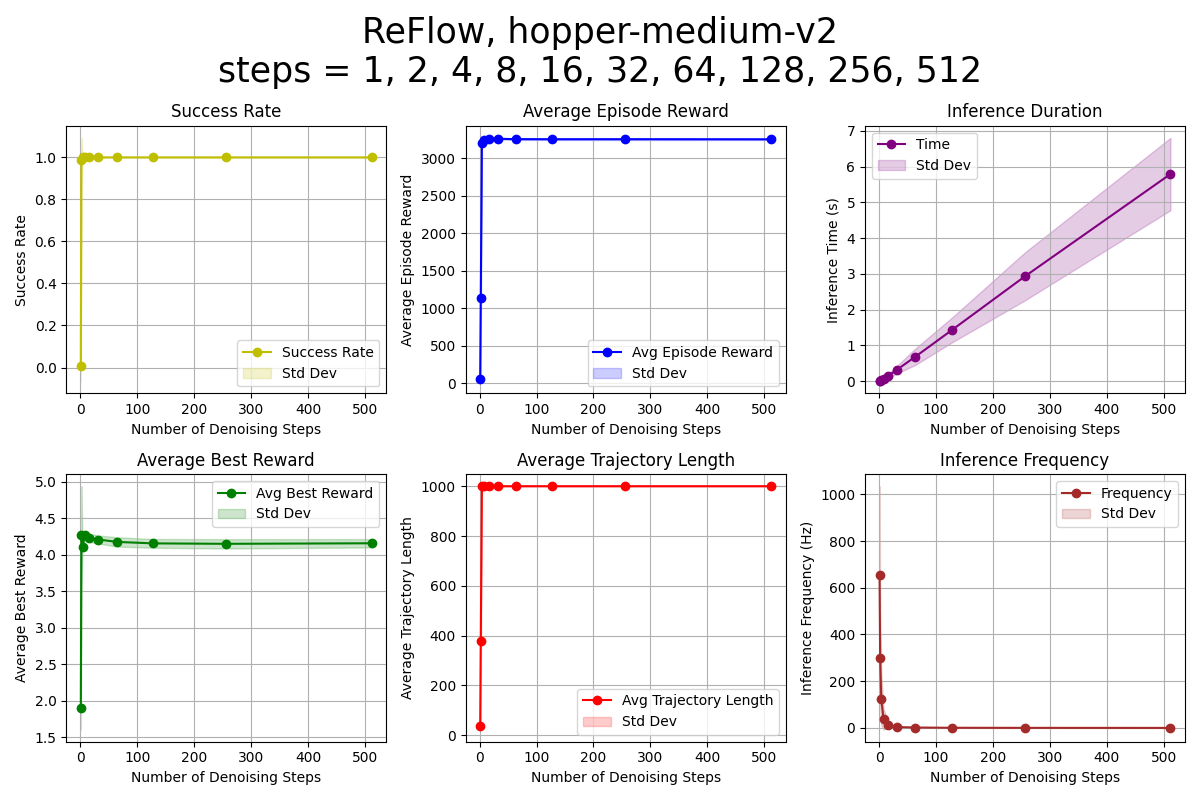 ReFlow, hopper-medium-v2
steps = 1, 2, 4, 8, 16, 32, 64, 128, 256, 512
Success Rate
Success Rate
1.0
0.8
0.6
0.4
0.2
0.0
Success Rate
Std Dev
0 100 200 300 400 500
Number of Denoising Steps
Average Episode Reward
Average Episode Reward
3000
2500
2000
1500
1000
500
0
Avg Episode Reward
Std Dev
0 100 200 300 400 500
Number of Denoising Steps
Inference Duration
Inference Time (s)
7
6
5
4
3
2
1
0
Time
Std Dev
0 100 200 300 400 500
Number of Denoising Steps
Average Best Reward
Average Best Reward
5.0
4.5
4.0
3.5
3.0
2.5
2.0
1.5
Avg Best Reward
Std Dev
0 100 200 300 400 500
Number of Denoising Steps
Average Trajectory Length
Average Trajectory Length
1000
800
600
400
200
0
Avg Trajectory Length
Std Dev
0 100 200 300 400 500
Number of Denoising Steps
Inference Frequency
Inference Frequency (Hz)
1000
800
600
400
200
0
Frequency
Std Dev
0 100 200 300 400 500
Number of Denoising Steps